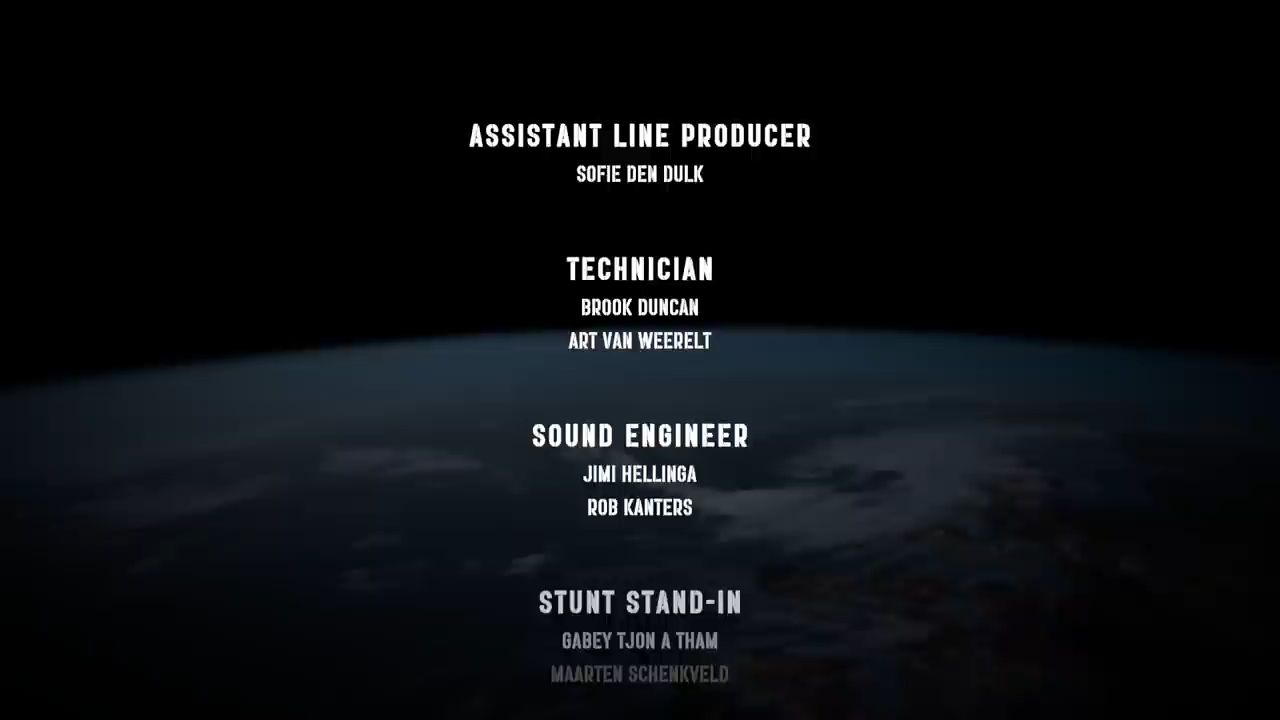 ASSISTANT LINE PRODUCER
SOFIE DEN DULK
TECHNICIAN
BROOK DUNCAN
ART VAN WEERELT
SOUND ENGINEER
JIMI HELLINGA
ROB KANTERS
STUNT STAND-IN
GABEY TJON A THAM
MAARTEN SCHENKVELD